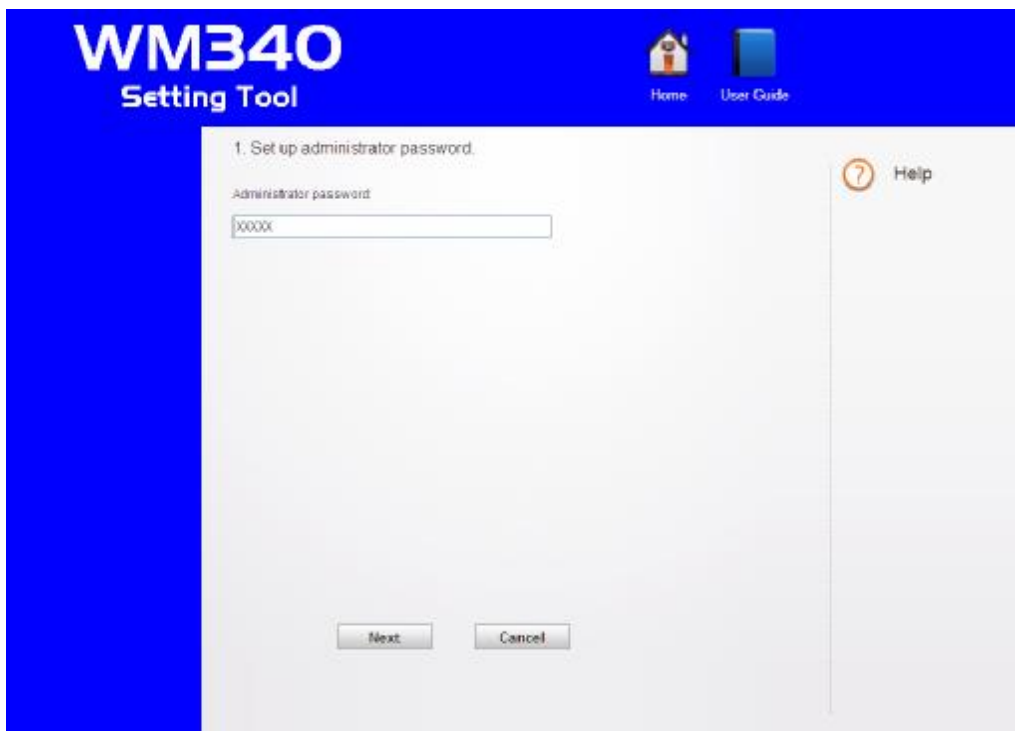 WM340
Setting Tool
Home
User Guide
1. Set up administrator password.
Administrator password
XXXXX
? Help
Next
Cancel